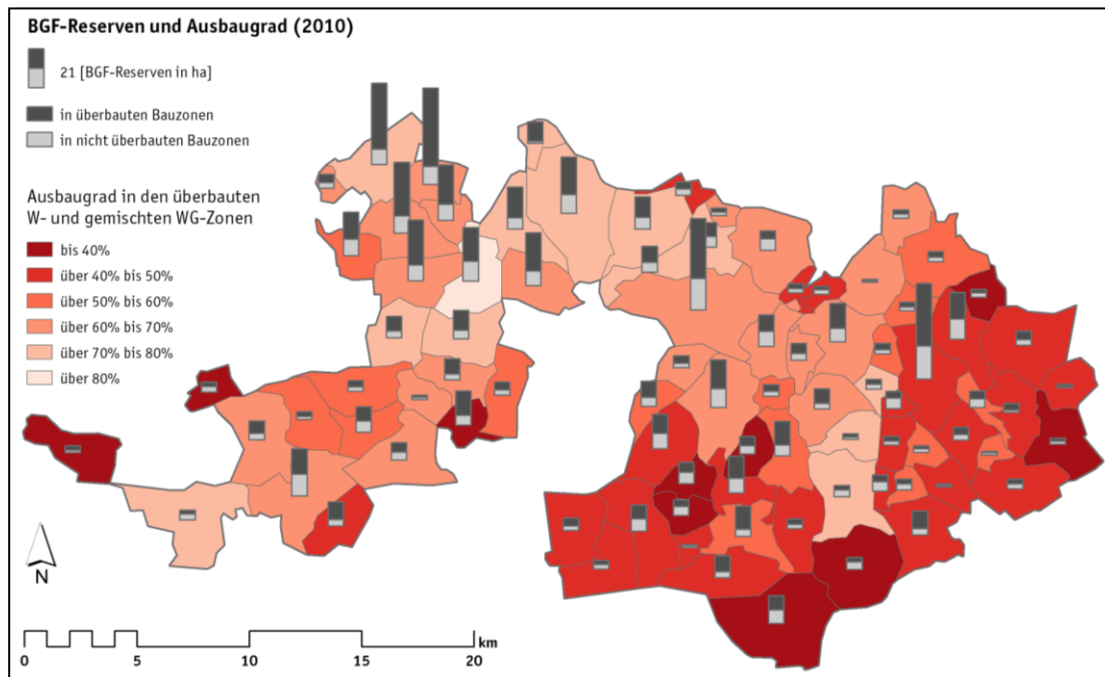 BGF-Reserven und Ausbaugrad (2010)
21 [BGF-Reserven in ha]
in überbauten Bauzonen
in nicht überbauten Bauzonen
Ausbaugrad in den überbauten
W- und gemischten WG-Zonen
bis 40%
über 40% bis 50%
über 50% bis 60%
über 60% bis 70%
über 70% bis 80%
über 80%
N
km
0 5 10 15 20